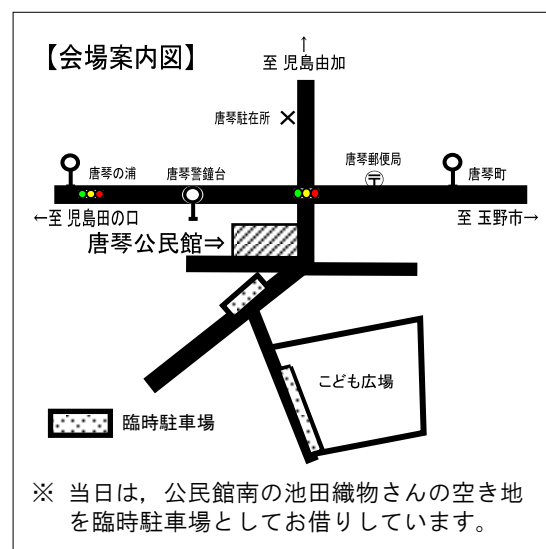 ↑
【会場案内図】
至 児島由加
唐琴駐在所
唐琴の浦
唐琴警鐘台
唐琴郵便局
〒
唐琴町
←至 児島田の口
至 玉野市→
唐琴公民館⇒
こども広場
臨時駐車場
※ 当日は，公民館南の池田織物さんの空き地
を臨時駐車場としてお借りしています。